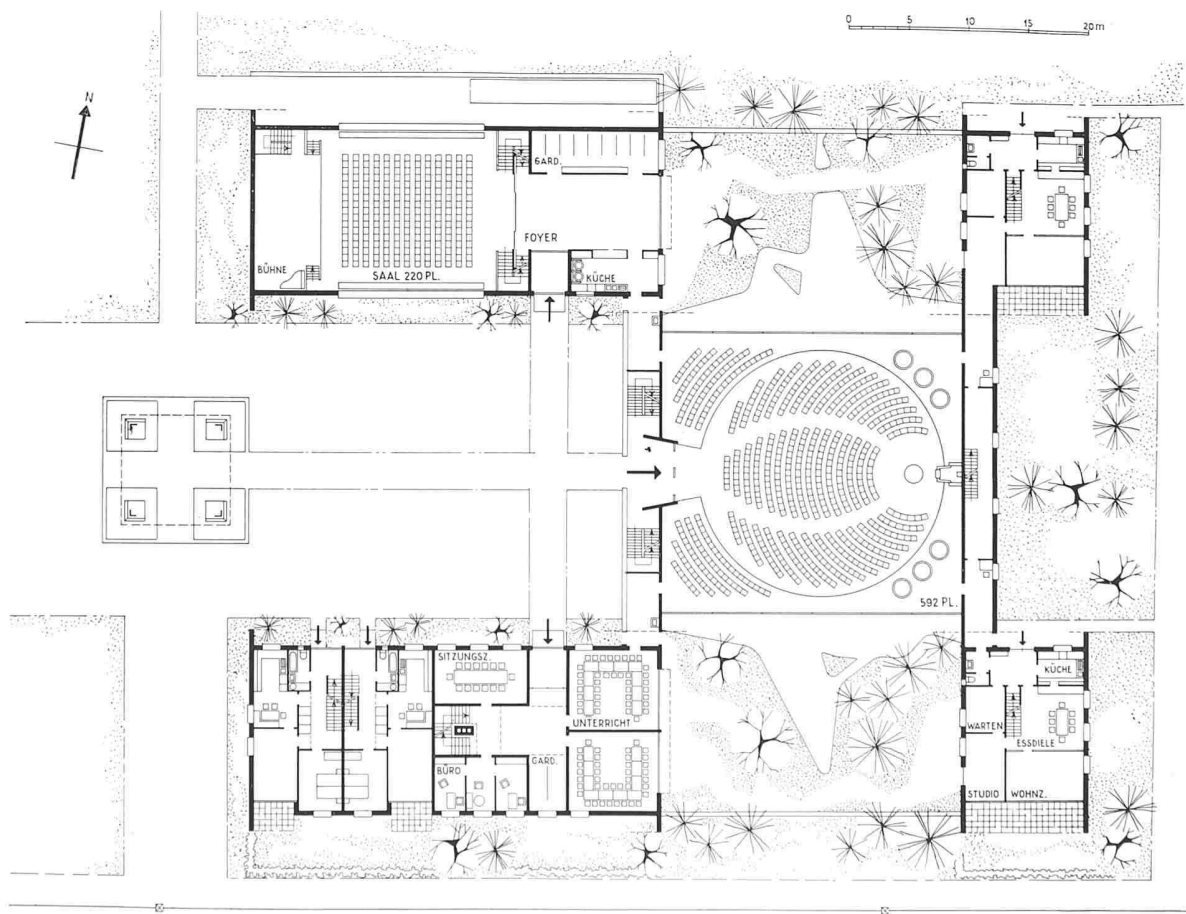 0 5 10 15 20 m
N
GARD.
FOYER
BÜHNE
SAAL 220 PL.
KÜCHE
592 PL.
SITZUNGSZ.
UNTERRICHT
BÜRO
GARD.
KÜCHE
WARTEN
ESSDIELE
STUDIO
WOHNZ.